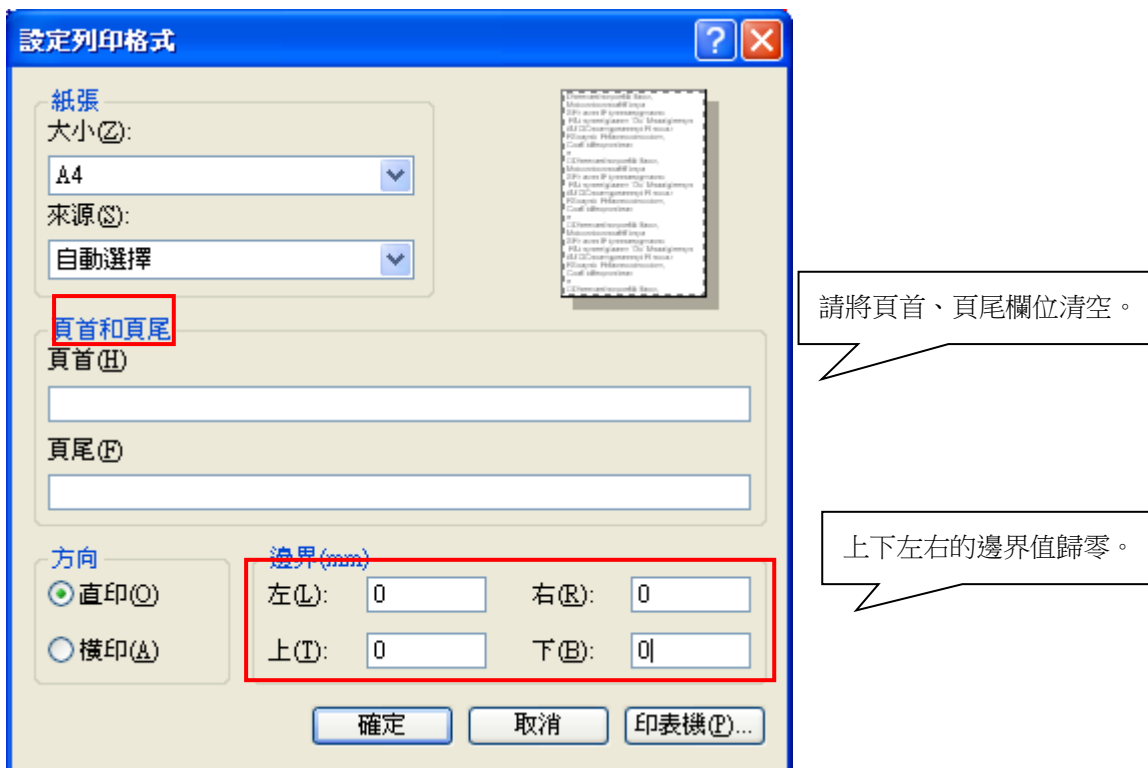 設定列印格式
紙張
大小(Z):
A4
來源(S):
自動選擇
請將頁首、頁尾欄位清空。
頁首和頁尾
頁首(H)
頁尾(F)
上下左右的邊界值歸零。
方向
邊界(mm)
直印(O)
左(L): 0 右(R): 0
橫印(A)
上(T): 0 下(B): 0
確定 取消 印表機(P)...